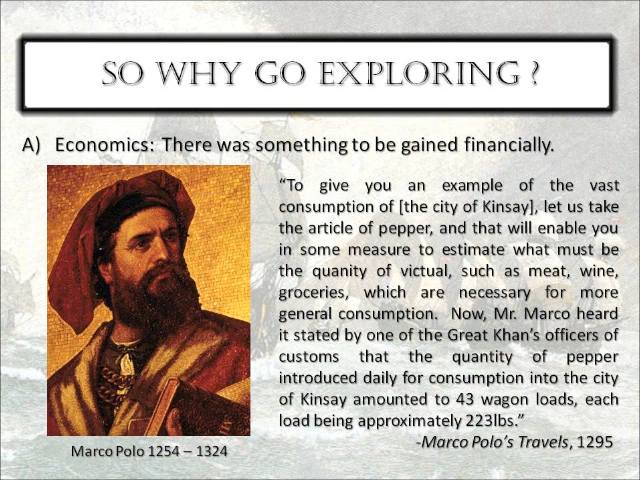 SO WHY GO EXPLORING ?
A) Economics: There was something to be gained financially.
“To give you an example of the vast
consumption of [the city of Kinsay], let us take
the article of pepper, and that will enable you
in some measure to estimate what must be
the quanity of victual, such as meat, wine,
groceries, which are necessary for more
general consumption. Now, Mr. Marco heard
it stated by one of the Great Khan’s officers of
customs that the quantity of pepper
introduced daily for consumption into the city
of Kinsay amounted to 43 wagon loads, each
load being approximately 223lbs.”
-Marco Polo’s Travels, 1295
Marco Polo 1254 – 1324